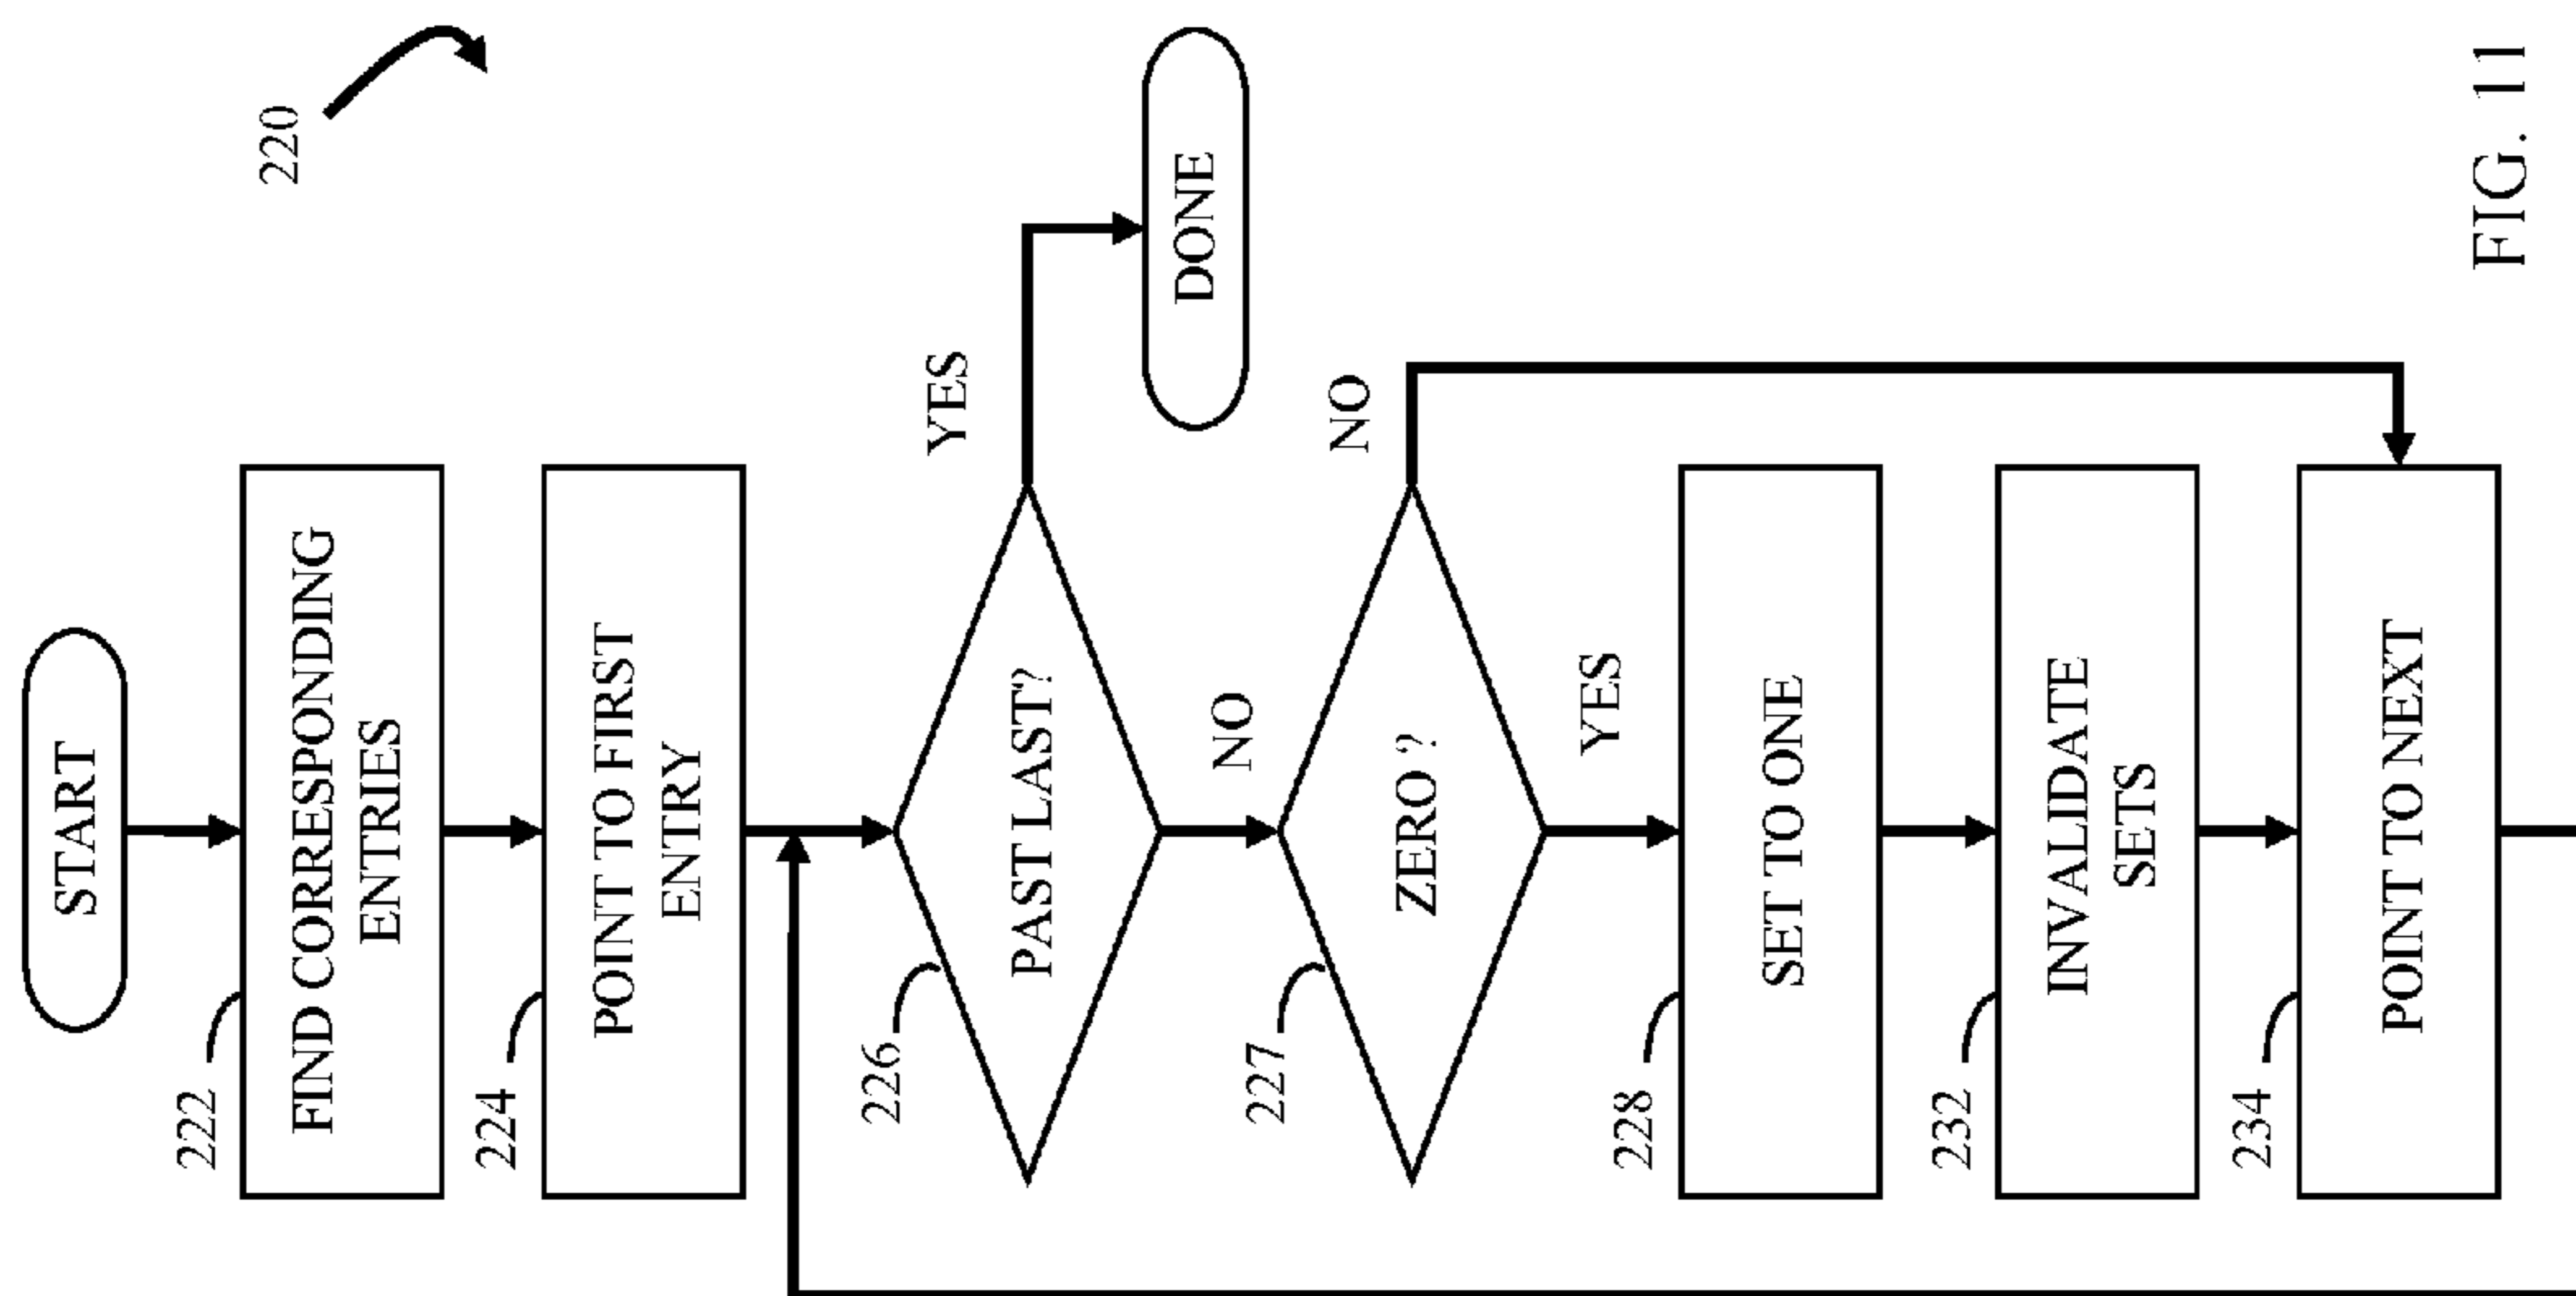 220
START
222
FIND CORRESPONDING
ENTRIES
224
POINT TO FIRST
ENTRY
226
PAST LAST?
YES
DONE
NO
227
ZERO ?
NO
YES
228
SET TO ONE
232
INVALIDATE
SETS
234
POINT TO NEXT
FIG. 11